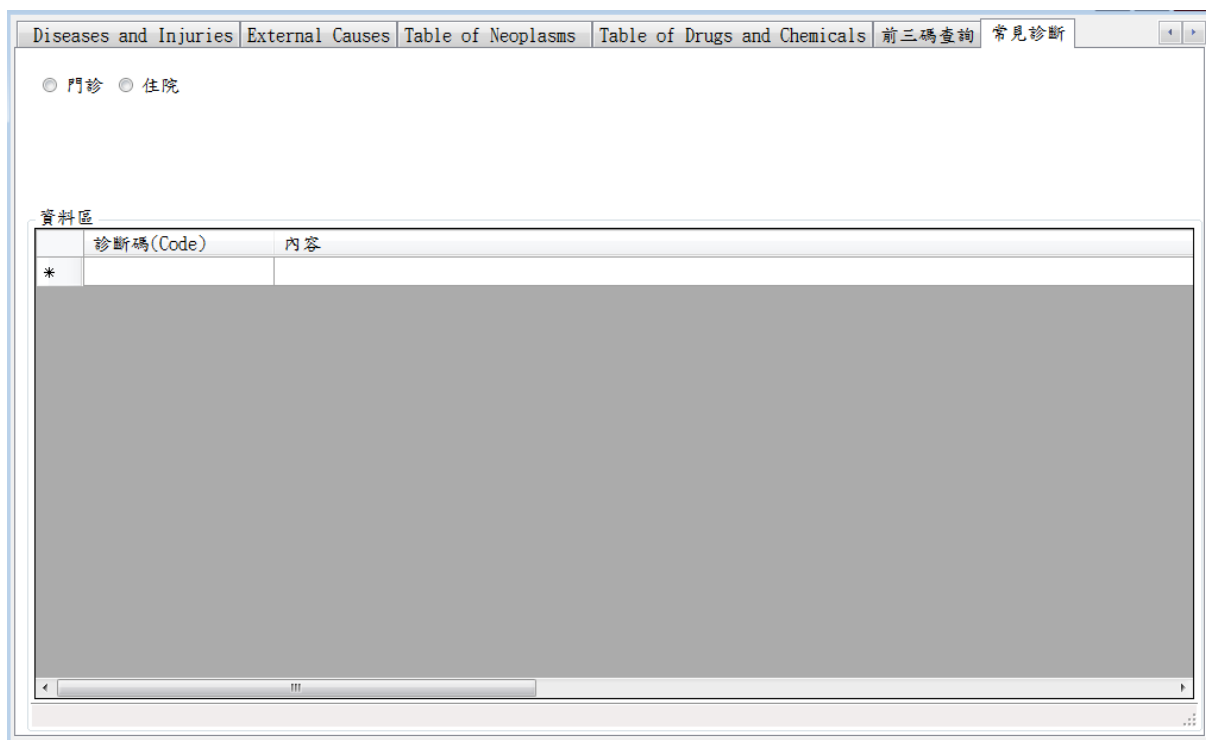 Diseases and Injuries External Causes Table of Neoplasms Table of Drugs and Chemicals 前三碼查詢 常見診斷
門診 住院
資料區
診斷碼(Code) 內容
*